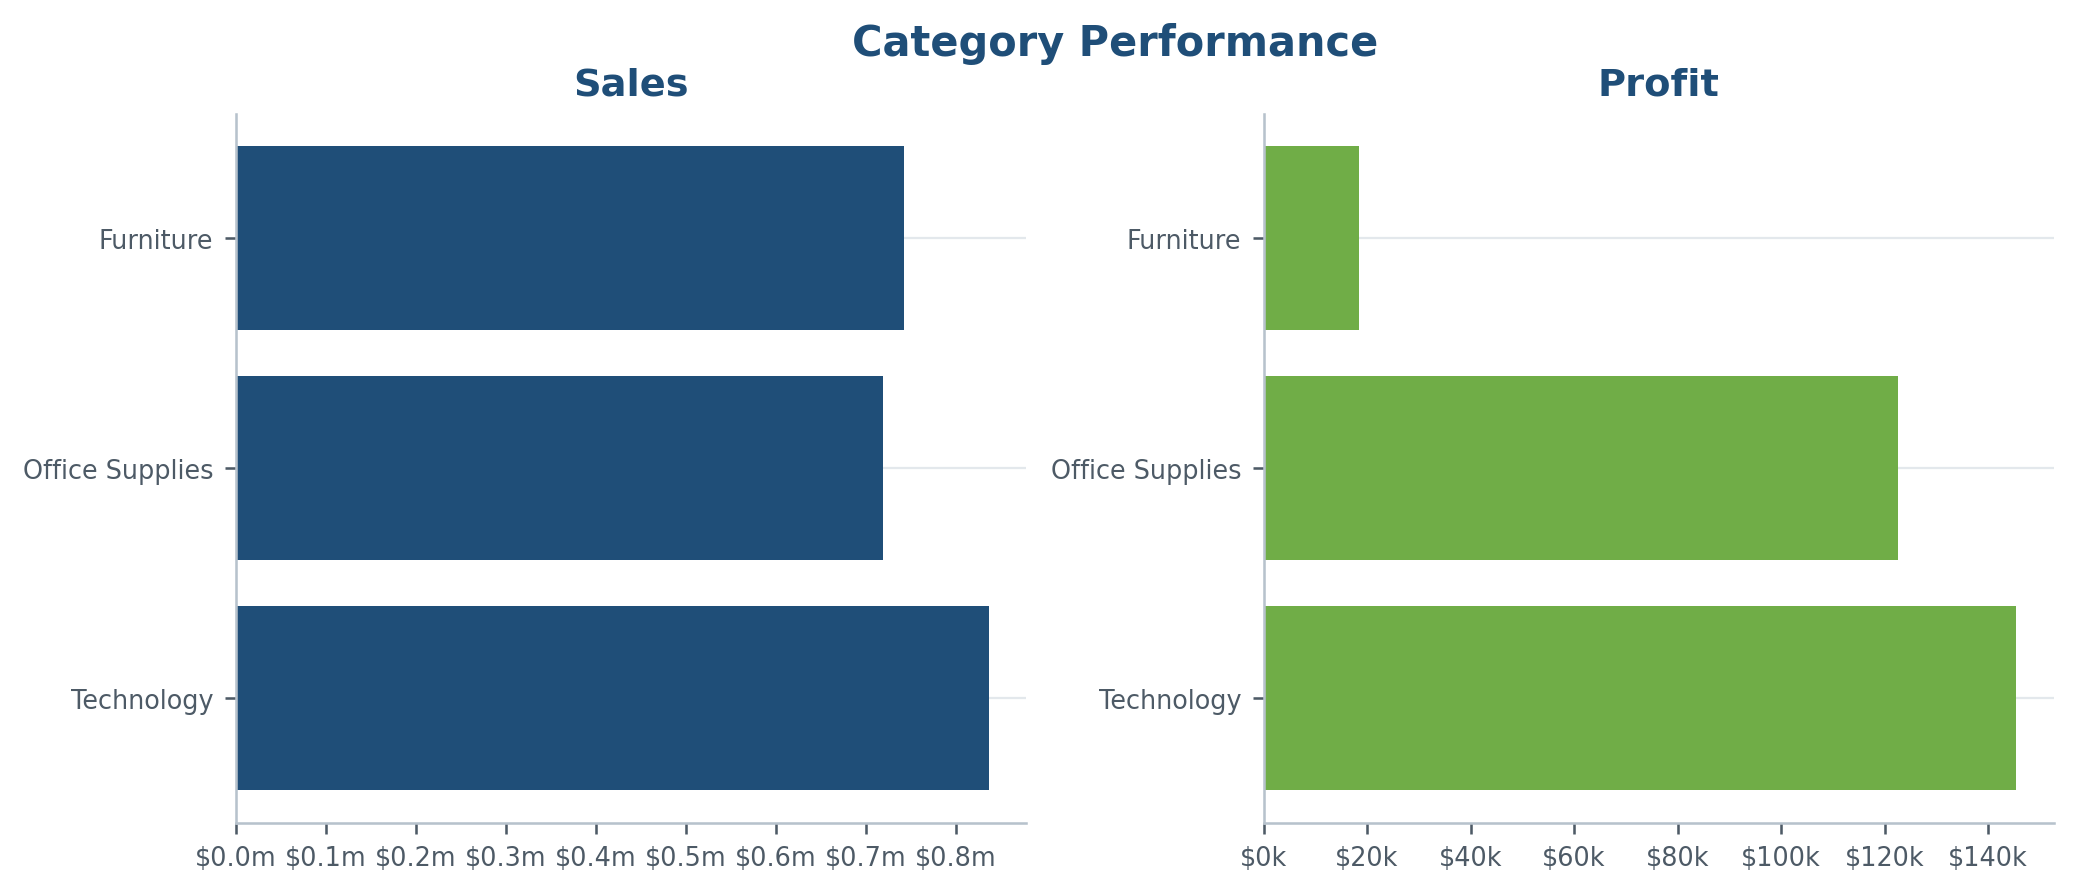 Category Performance
Sales
Furniture
Office Supplies
Technology
$0.0m $0.1m $0.2m $0.3m $0.4m $0.5m $0.6m $0.7m $0.8m
Profit
Furniture
Office Supplies
Technology
$0k $20k $40k $60k $80k $100k $120k $140k